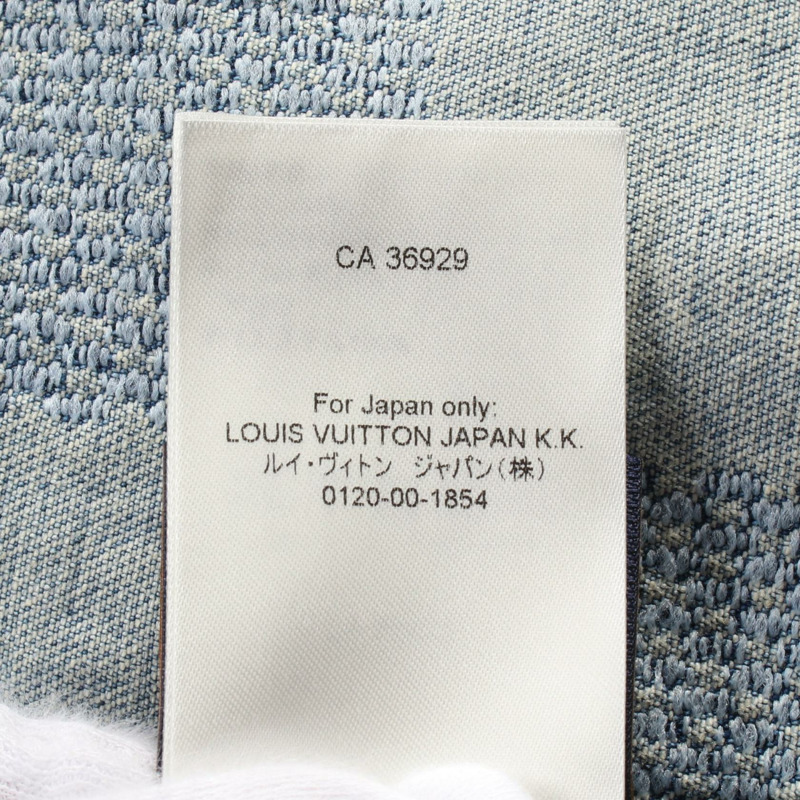 CA 36929
For Japan only:
LOUIS VUITTON JAPAN K.K.
ルイ・ヴィトン　ジャパン(株)
0120-00-1854